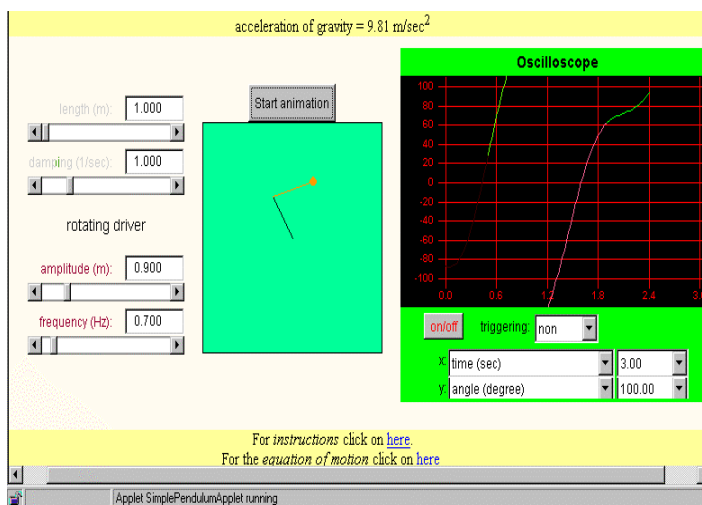 acceleration of gravity = 9.81 m/sec²
length (m): 1.000
damping (1/sec): 1.000
rotating driver
amplitude (m): 0.900
frequency (Hz): 0.700
Start animation
Oscilloscope
100
80
60
40
20
0
-20
-40
-60
-80
-100
0.0 0.6 1.2 1.8 2.4 3.0
on/off triggering: non
x: time (sec) 3.00
y: angle (degree) 100.00
For instructions click on here.
For the equation of motion click on here
Applet SimplePendulumApplet running